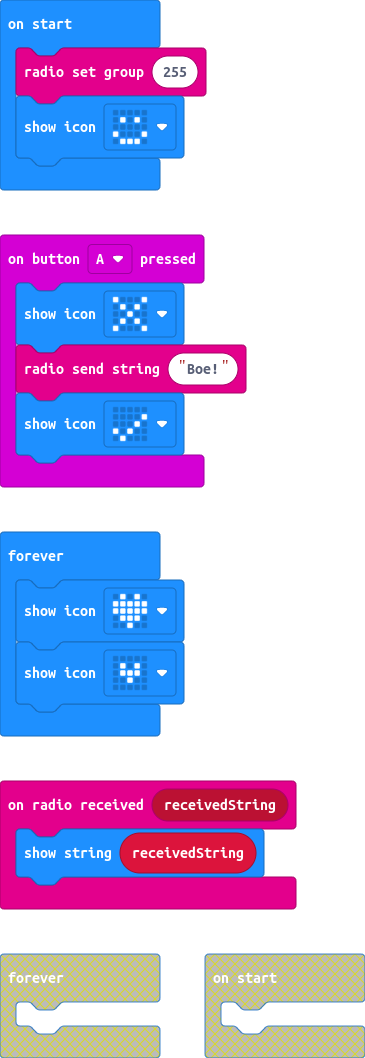 on start
radio set group 255
show icon
on button A pressed
show icon
radio send string "Boe!"
show icon
forever
show icon
show icon
on radio received receivedString
show string receivedString
forever on start